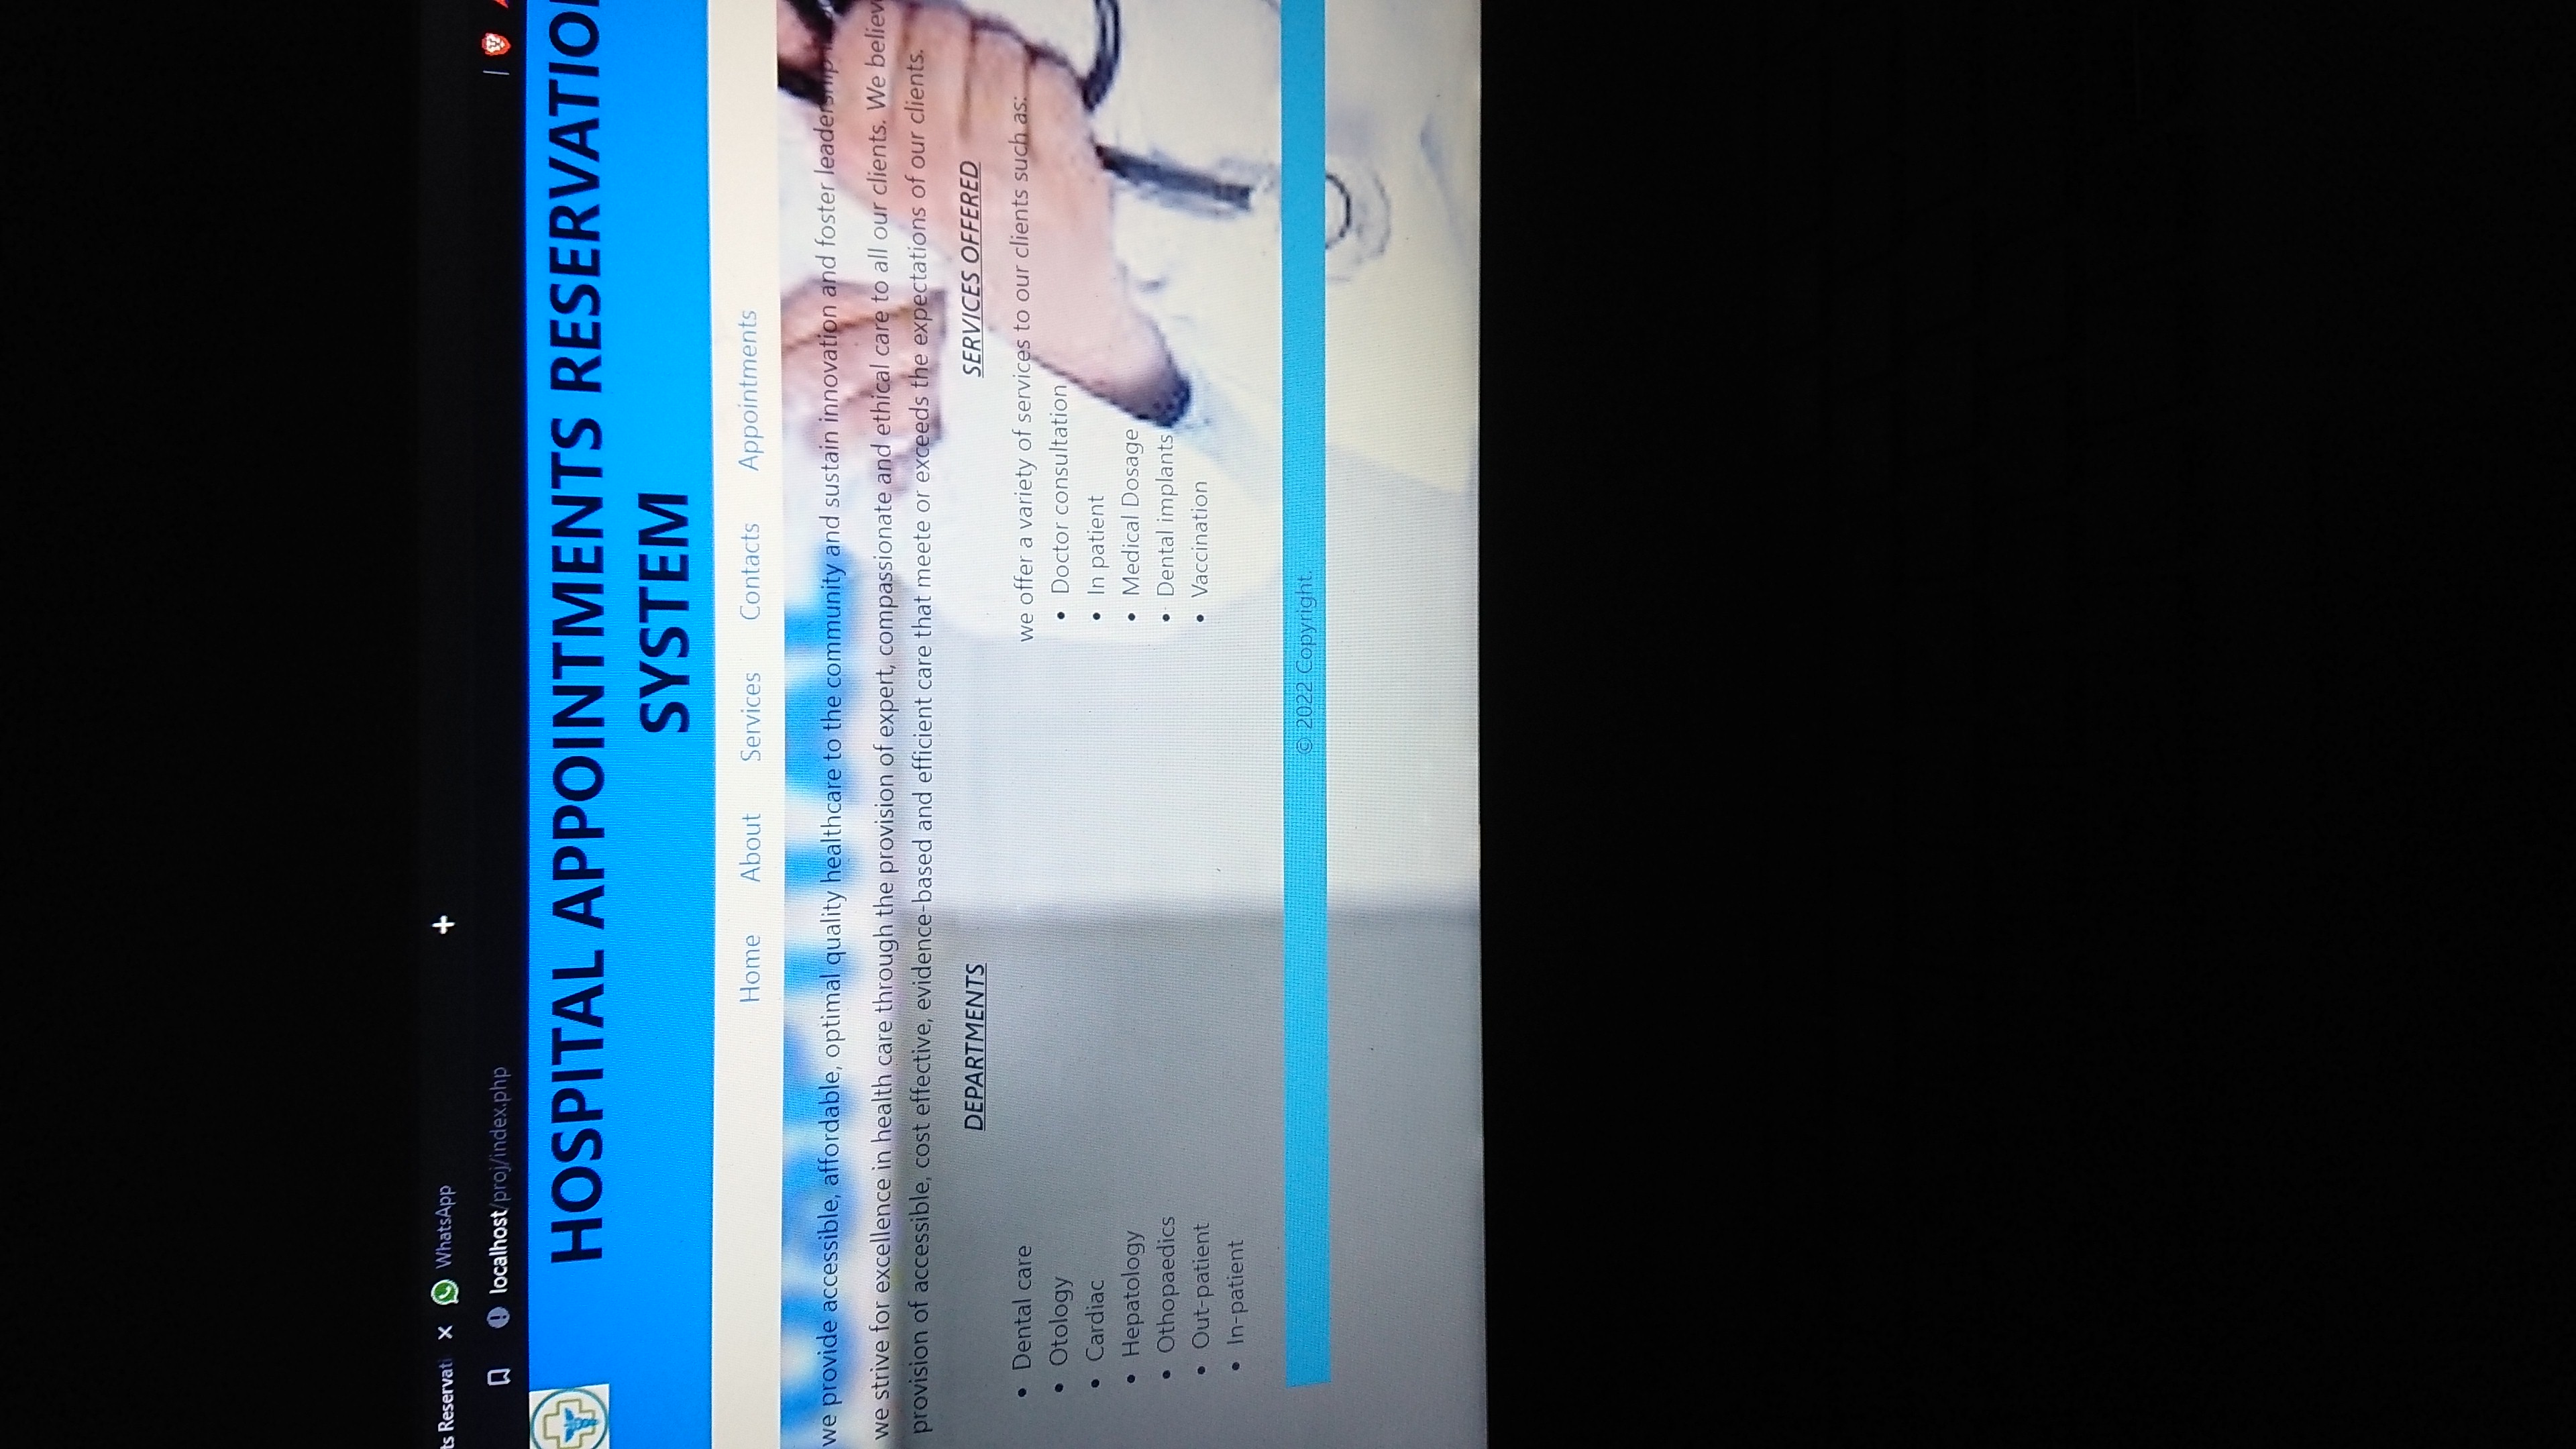 ts Reservati
WhatsApp
localhost/proj/index.php
HOSPITAL APPOINTMENTS RESERVATIO
SYSTEM
Home About Services Contacts Appointments
we provide accessible, affordable, optimal quality healthcare to the community and sustain innovation and foster leadership
we strive for excellence in health care through the provision of expert, compassionate and ethical care to all our clients. We believ
provision of accessible, cost effective, evidence-based and efficient care that meete or exceeds the expectations of our clients.
DEPARTMENTS
• Dental care
• Otology
• Cardiac
• Hepatology
• Othopaedics
• Out-patient
• In-patient
SERVICES OFFERED
we offer a variety of services to our clients such as:
• Doctor consultation
• In patient
• Medical Dosage
• Dental implants
• Vaccination
© 2022 Copyright.